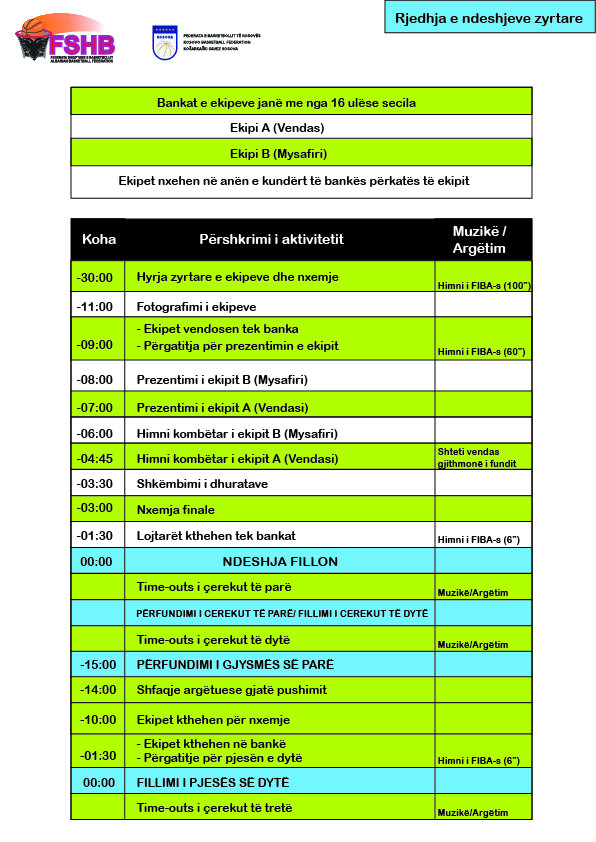 Rjedhja e ndeshjeve zyrtare
FSHB
FEDERATA SHQIPTARE E BASKETBOLLIT
ALBANIAN BASKETBALL FEDERATION
KOSOVA
FEDERATA E BASKETBOLLIT TË KOSOVËS
KOSOVO BASKETBALL FEDERATION
KOŠARKAŠKI SAVEZ KOSOVA
Bankat e ekipeve janë me nga 16 ulëse secila
Ekipi A (Vendas)
Ekipi B (Mysafiri)
Ekipet nxehen në anën e kundërt të bankës përkatës të ekipit
Koha Përshkrimi i aktivitetit Muzikë / Argëtim
-30:00 Hyrja zyrtare e ekipeve dhe nxemje Himni i FIBA-s (100")
-11:00 Fotografimi i ekipeve
- Ekipet vendosen tek banka
-09:00 - Përgatitja për prezentimin e ekipit Himni i FIBA-s (60")
-08:00 Prezentimi i ekipit B (Mysafiri)
-07:00 Prezentimi i ekipit A (Vendasi)
-06:00 Himni kombëtar i ekipit B (Mysafiri)
-04:45 Himni kombëtar i ekipit A (Vendasi) Shteti vendas gjithmonë i fundit
-03:30 Shkëmbimi i dhuratave
-03:00 Nxemja finale
-01:30 Lojtarët kthehen tek bankat Himni i FIBA-s (6")
00:00 NDESHJA FILLON
Time-outs i çerekut të parë Muzikë/Argëtim
PËRFUNDIMI I CEREKUT TË PARË/ FILLIMI I CEREKUT TË DYTË
Time-outs i çerekut të dytë Muzikë/Argëtim
-15:00 PËRFUNDIMI I GJYSMËS SË PARË
-14:00 Shfaqje argëtuese gjatë pushimit
-10:00 Ekipet kthehen për nxemje
- Ekipet kthehen në bankë
-01:30 - Përgatitje për pjesën e dytë Himni i FIBA-s (6")
00:00 FILLIMI I PJESËS SË DYTË
Time-outs i çerekut të tretë Muzikë/Argëtim